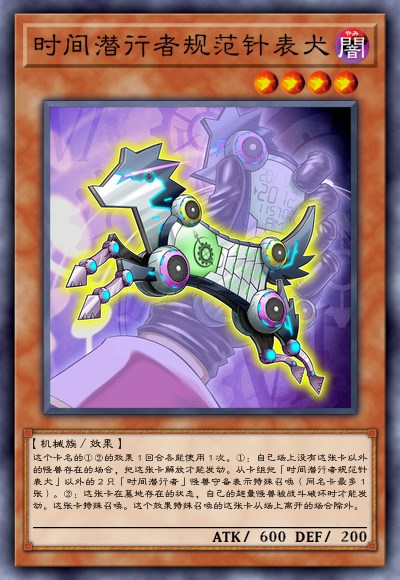 时间潜行者规范针表犬
闇
やみ
【机械族/效果】
这个卡名的①②的效果1回合各能使用1次。①：自己场上没有这张卡以外
的怪兽存在的场合，把这张卡解放才能发动。从卡组把「时间潜行者规范针
表犬」以外的2只「时间潜行者」怪兽守备表示特殊召唤（同名卡最多1
张）。②：这张卡在墓地存在的状态，自己的超量怪兽被战斗破坏时才能发
动。这张卡特殊召唤。这个效果特殊召唤的这张卡从场上离开的场合除外。
ATK/ 600 DEF/ 200